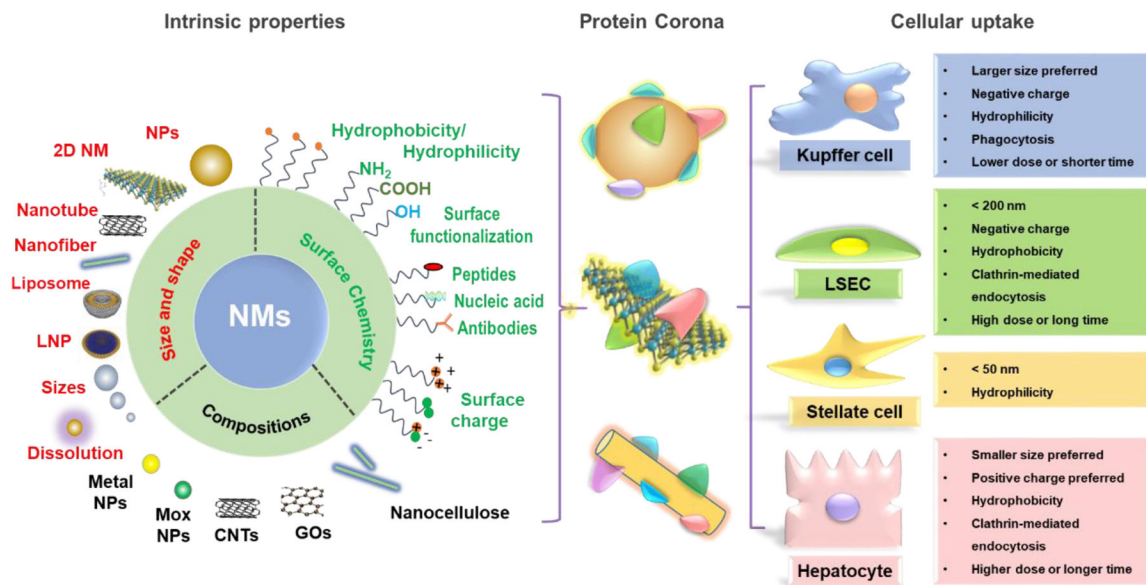 Intrinsic properties
Protein Corona
Cellular uptake
NPs
2D NM
Nanotube
Nanofiber
Liposome
LNP
Sizes
Dissolution
Size and shape
Surface Chemistry
Compositions
NMs
Hydrophobicity/
Hydrophilicity
NH2
COOH
OH
Surface
functionalization
Peptides
Nucleic acid
Antibodies
+
+
+
+
+
Surface
charge
-
-
Metal
NPs
Mox
NPs
CNTs
GOs
Nanocellulose
Kupffer cell
• Larger size preferred
• Negative charge
• Hydrophilicity
• Phagocytosis
• Lower dose or shorter time
LSEC
• < 200 nm
• Negative charge
• Hydrophobicity
• Clathrin-mediated
endocytosis
• High dose or long time
Stellate cell
• < 50 nm
• Hydrophilicity
Hepatocyte
• Smaller size preferred
• Positive charge preferred
• Hydrophobicity
• Clathrin-mediated
endocytosis
• Higher dose or longer time